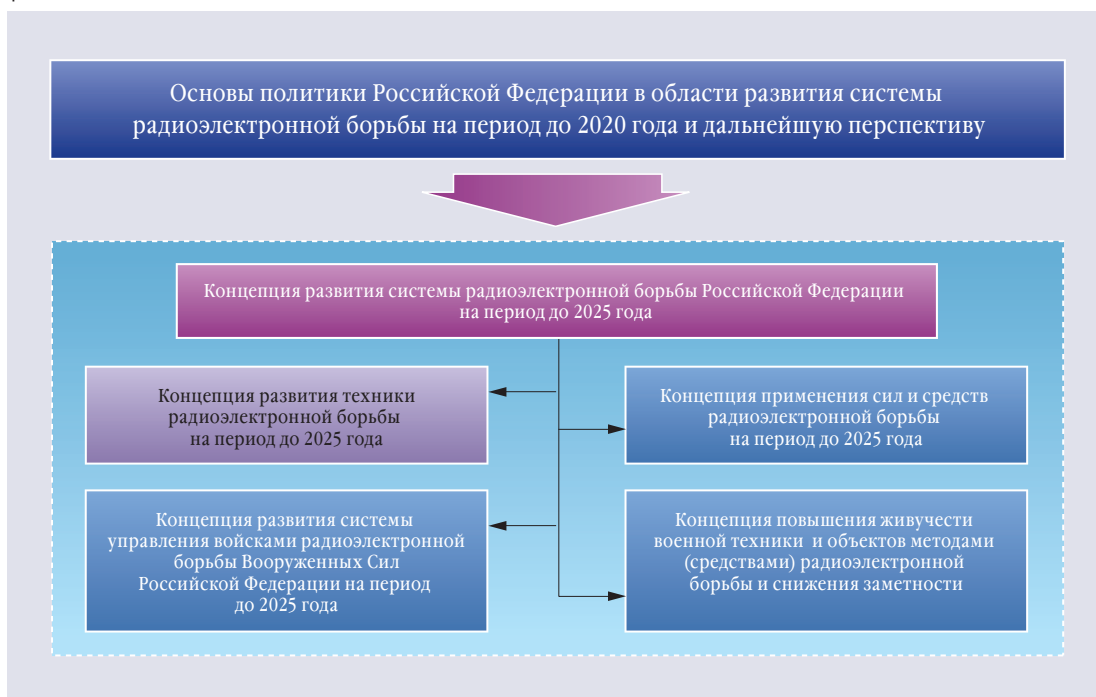 Основы политики Российской Федерации в области развития системы
радиоэлектронной борьбы на период до 2020 года и дальнейшую перспективу
Концепция развития системы радиоэлектронной борьбы Российской Федерации
на период до 2025 года
Концепция развития техники
радиоэлектронной борьбы
на период до 2025 года
Концепция применения сил и средств
радиоэлектронной борьбы
на период до 2025 года
Концепция развития системы
управления войсками радиоэлектронной
борьбы Вооруженных Сил
Российской Федерации на период
до 2025 года
Концепция повышения живучести
военной техники и объектов методами
(средствами) радиоэлектронной
борьбы и снижения заметности